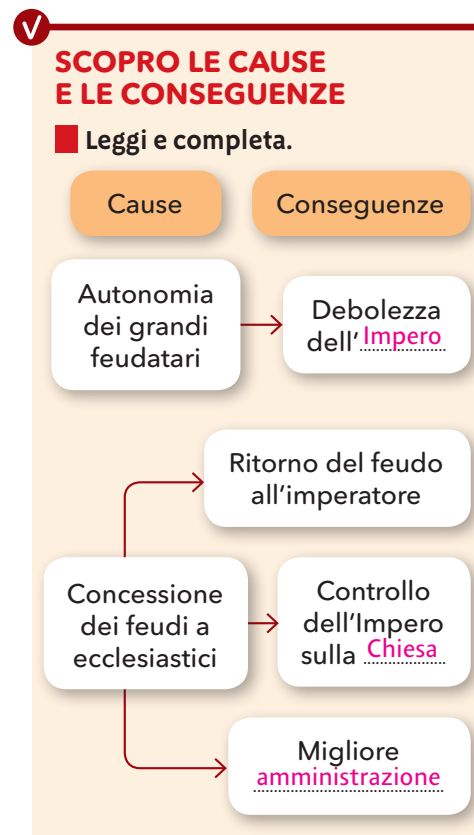 SCOPRO LE CAUSE
E LE CONSEGUENZE
Leggi e completa.
Cause
Conseguenze
Autonomia
dei grandi
feudatari
Debolezza
dell'Impero
Ritorno del feudo
all'imperatore
Concessione
dei feudi a
ecclesiastici
Controllo
dell'Impero
sulla Chiesa
Migliore
amministrazione